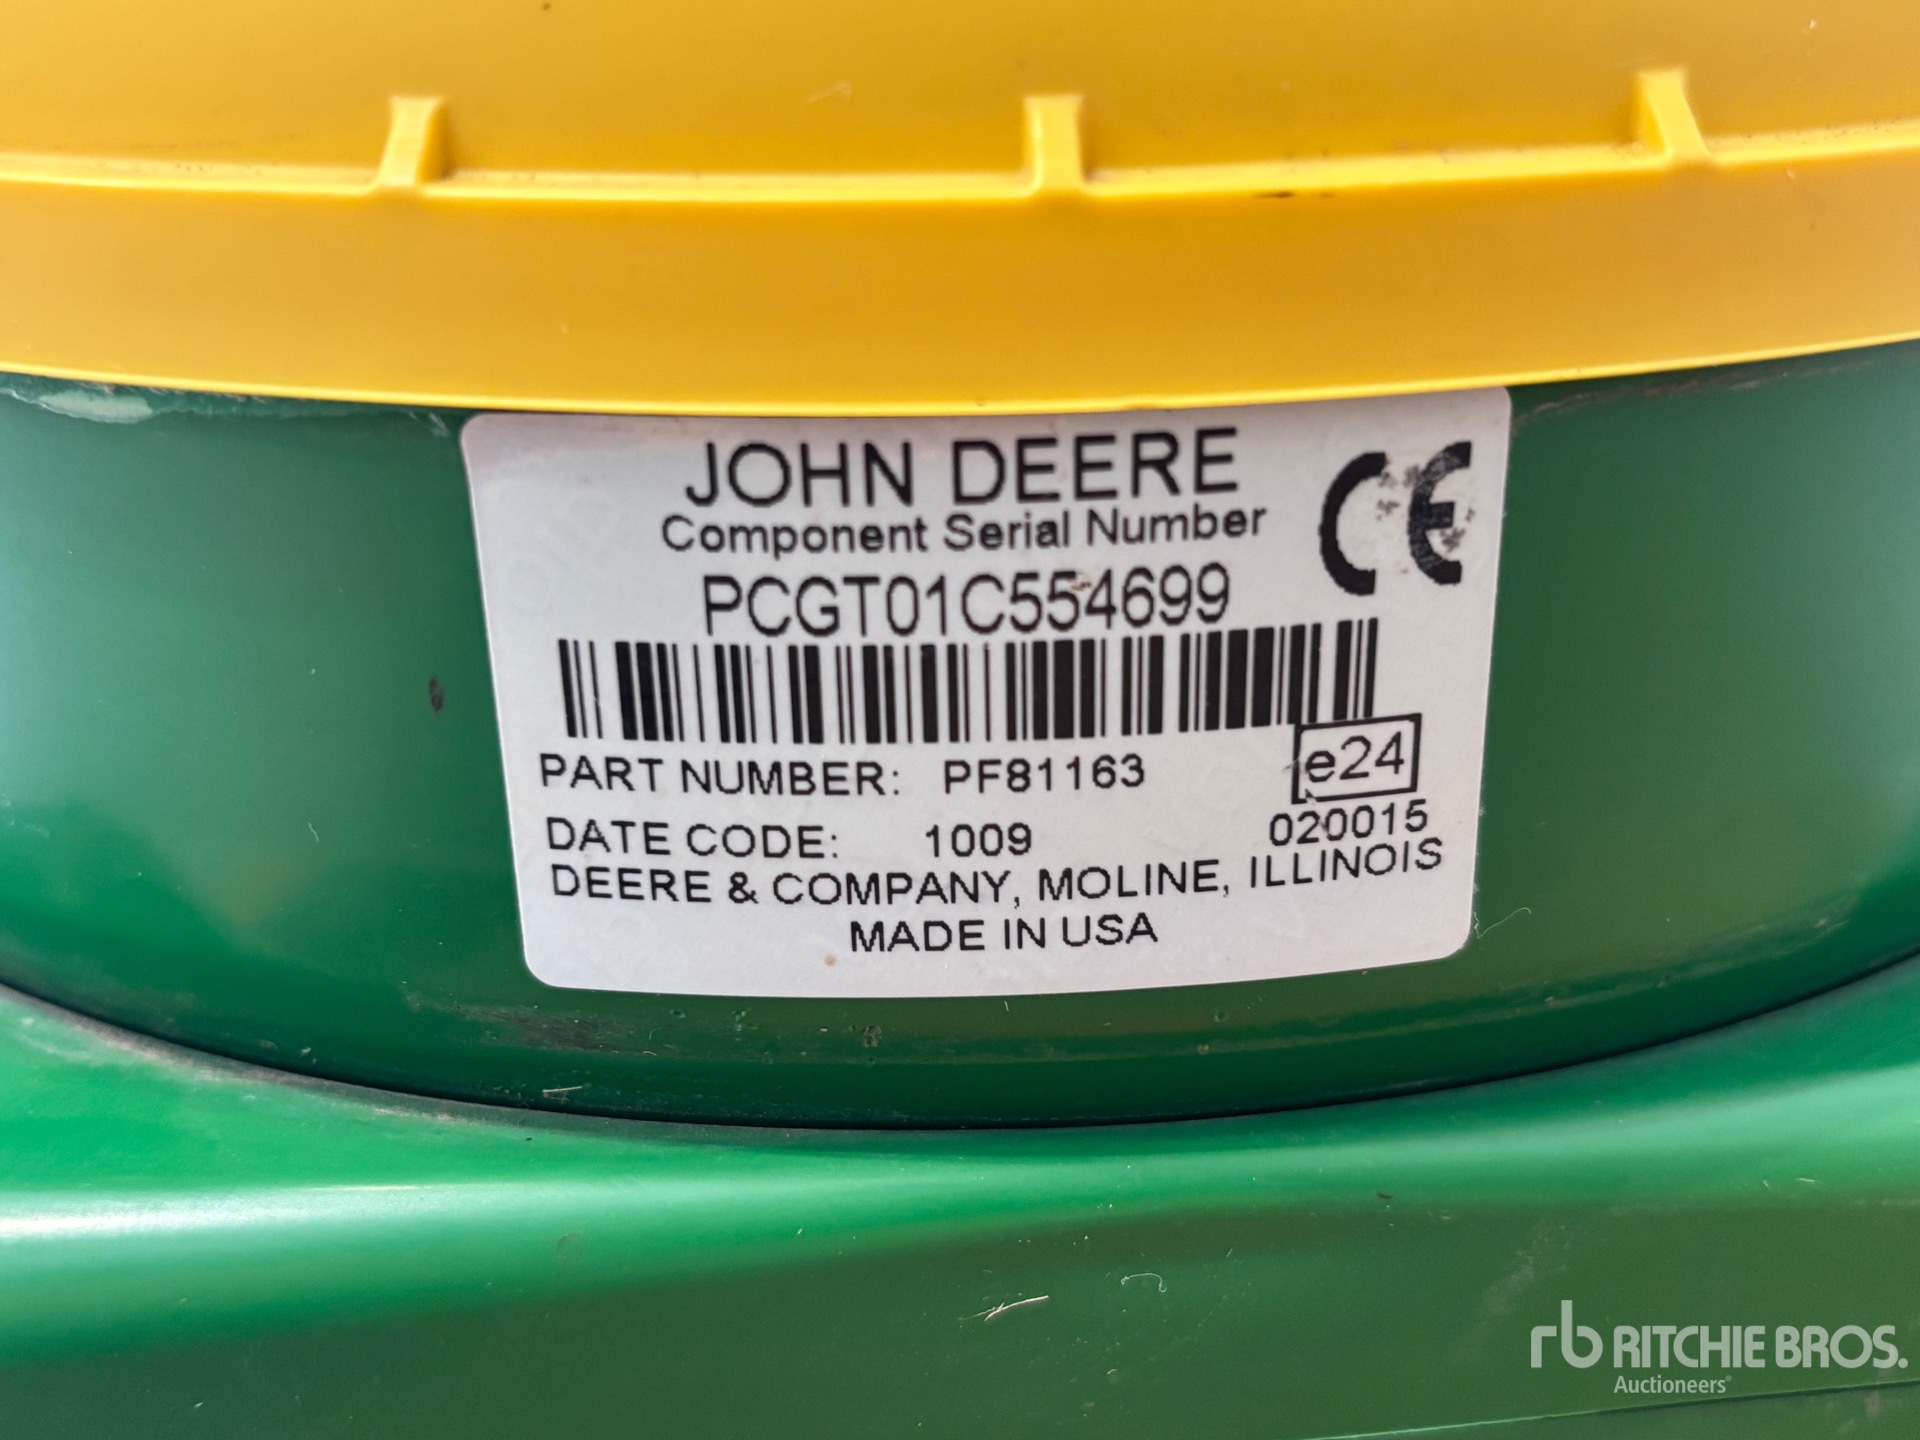 JOHN DEERE
CE
Component Serial Number
PCGT01C554699
PART NUMBER: PF81163
e24
DATE CODE: 1009
020015
DEERE & COMPANY, MOLINE, ILLINOIS
MADE IN USA
rb RITCHIE BROS.
Auctioneers®